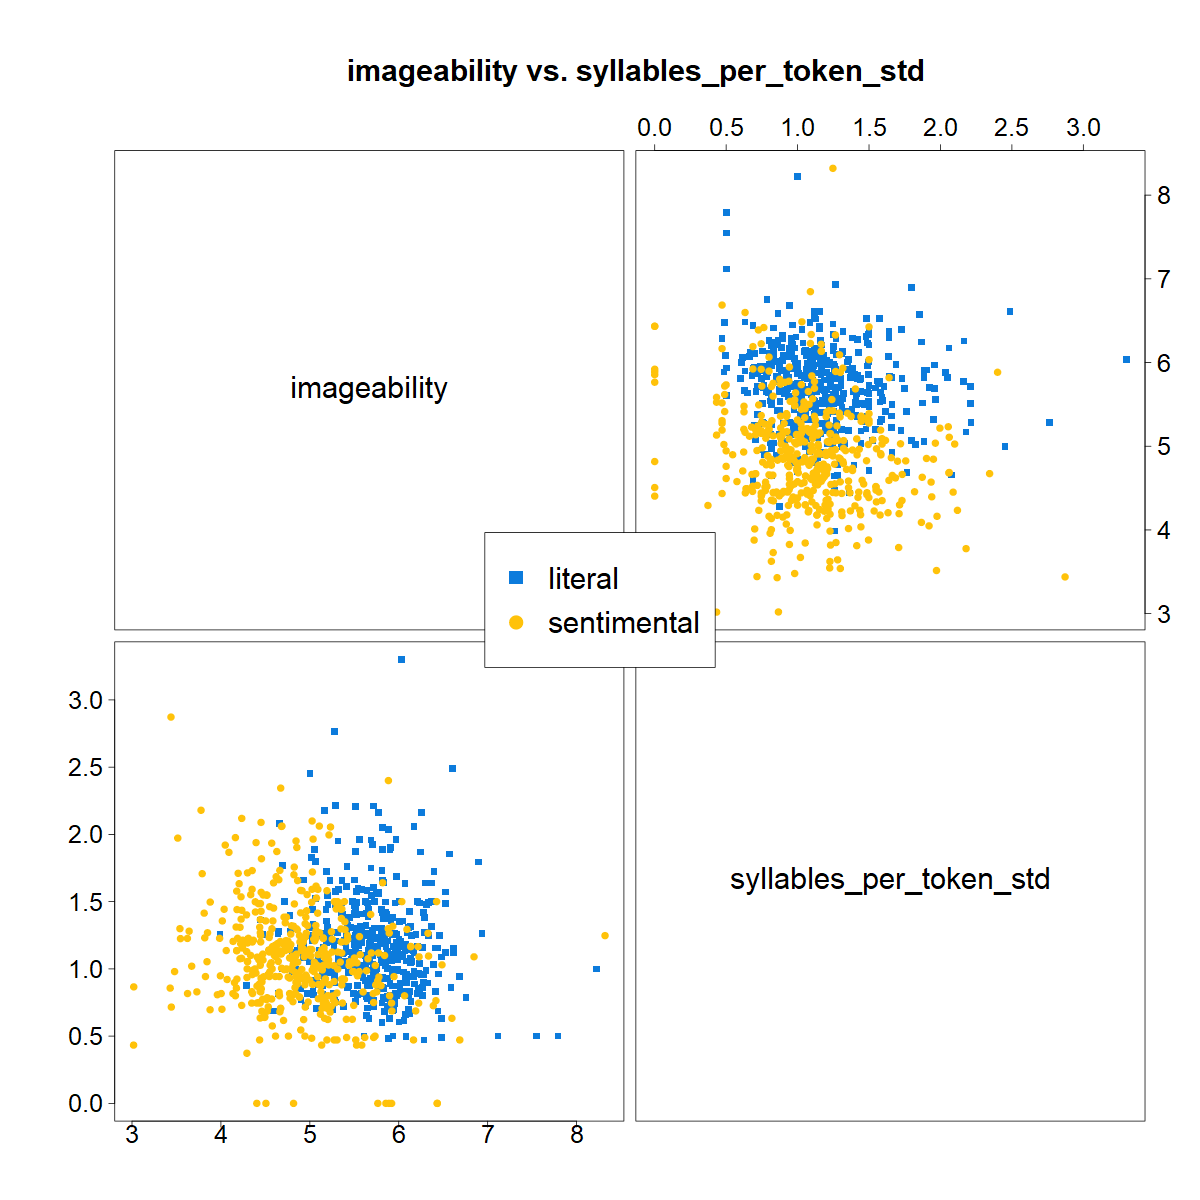 imageability vs. syllables_per_token_std
0.0 0.5 1.0 1.5 2.0 2.5 3.0
imageability
8
7
6
5
4
3
literal
sentimental
3.0
2.5
2.0
1.5
1.0
0.5
0.0
syllables_per_token_std
3 4 5 6 7 8